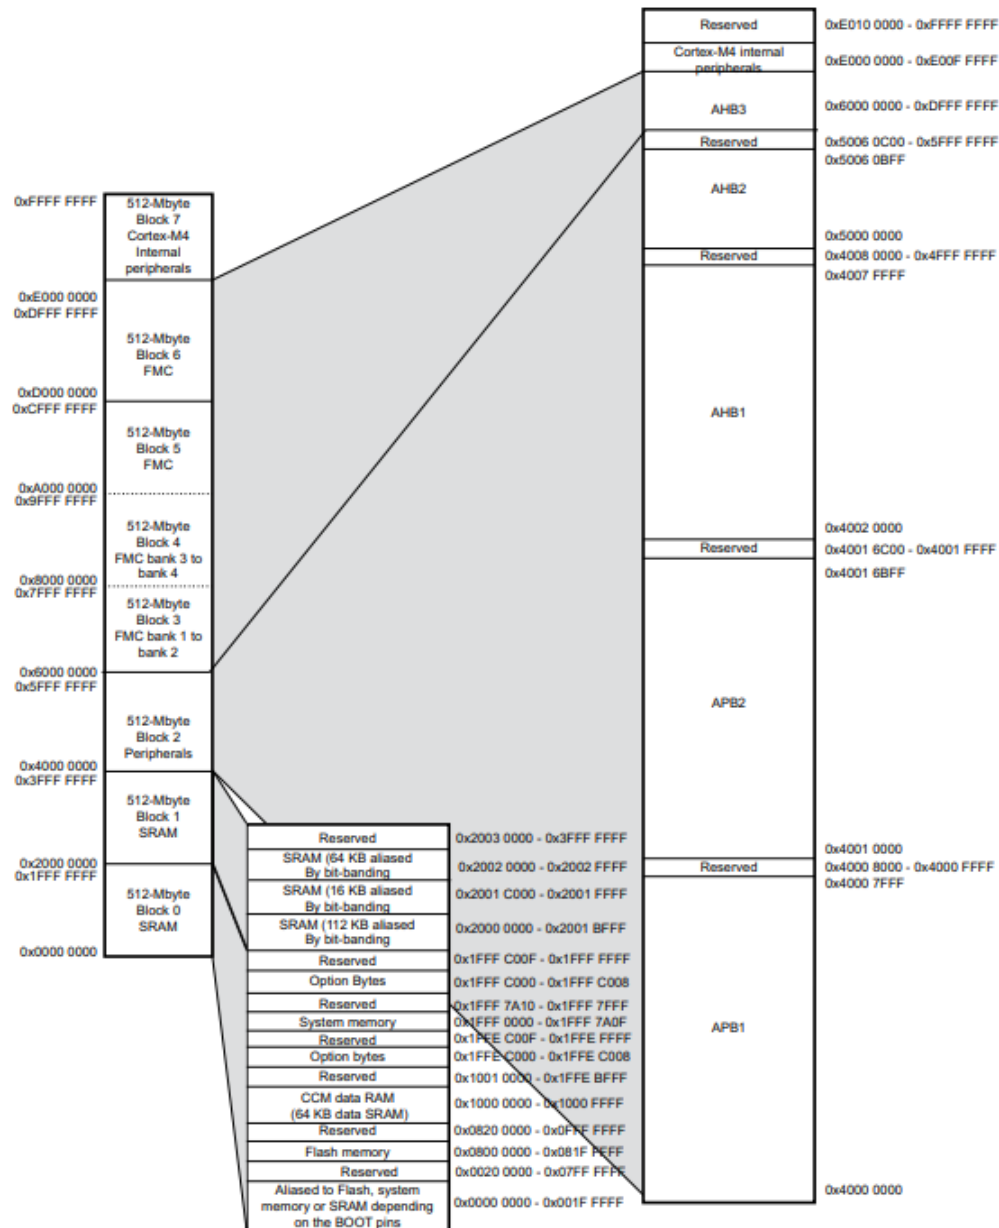 Reserved
0xE010 0000 - 0xFFFF FFFF
Cortex-M4 internal
peripherals
0xE000 0000 - 0xE00F FFFF
AHB3
0x6000 0000 - 0xDFFF FFFF
Reserved
0x5006 0C00 - 0x5FFF FFFF
0x5006 0BFF
AHB2
0x5000 0000
Reserved
0x4008 0000 - 0x4FFF FFFF
0x4007 FFFF
AHB1
0x4002 0000
Reserved
0x4001 6C00 - 0x4001 FFFF
0x4001 6BFF
APB2
0x4001 0000
Reserved
0x4000 8000 - 0x4000 FFFF
0x4000 7FFF
APB1
0x4000 0000
0xFFFF FFFF
512-Mbyte
Block 7
Cortex-M4
Internal
peripherals
0xE000 0000
0xDFFF FFFF
512-Mbyte
Block 6
FMC
0xD000 0000
0xCFFF FFFF
512-Mbyte
Block 5
FMC
0xA000 0000
0x9FFF FFFF
512-Mbyte
Block 4
FMC bank 3 to
bank 4
0x8000 0000
0x7FFF FFFF
512-Mbyte
Block 3
FMC bank 1 to
bank 2
0x6000 0000
0x5FFF FFFF
512-Mbyte
Block 2
Peripherals
0x4000 0000
0x3FFF FFFF
512-Mbyte
Block 1
SRAM
0x2000 0000
0x1FFF FFFF
512-Mbyte
Block 0
SRAM
0x0000 0000
Reserved
0x2003 0000 - 0x3FFF FFFF
SRAM (64 KB aliased
By bit-banding
0x2002 0000 - 0x2002 FFFF
SRAM (16 KB aliased
By bit-banding
0x2001 C000 - 0x2001 FFFF
SRAM (112 KB aliased
By bit-banding
0x2000 0000 - 0x2001 BFFF
Reserved
0x1FFF C00F - 0x1FFF FFFF
Option Bytes
0x1FFF C000 - 0x1FFF C008
Reserved
0x1FFF 7A10 - 0x1FFF 7FFF
System memory
0x1FFF 0000 - 0x1FFF 7A0F
Reserved
0x1FFE C00F - 0x1FFE FFFF
Option bytes
0x1FFE C000 - 0x1FFE C008
Reserved
0x1001 0000 - 0x1FFE BFFF
CCM data RAM
(64 KB data SRAM)
0x1000 0000 - 0x1000 FFFF
Reserved
0x0820 0000 - 0x0FFF FFFF
Flash memory
0x0800 0000 - 0x081F FFFF
Reserved
0x0020 0000 - 0x07FF FFFF
Aliased to Flash, system
memory or SRAM depending
on the BOOT pins
0x0000 0000 - 0x001F FFFF